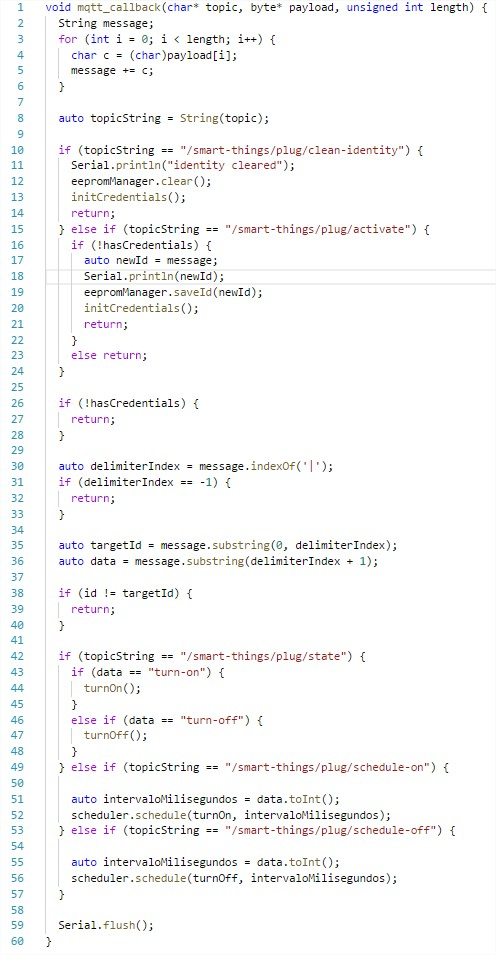 1 void mqtt_callback(char* topic, byte* payload, unsigned int length) {
2   String message;
3   for (int i = 0; i < length; i++) {
4     char c = (char)payload[i];
5     message += c;
6   }
7
8   auto topicString = String(topic);
9
10   if (topicString == "/smart-things/plug/clean-identity") {
11     Serial.println("identity cleared");
12     eepromManager.clear();
13     initCredentials();
14     return;
15   } else if (topicString == "/smart-things/plug/activate") {
16     if (!hasCredentials) {
17       auto newId = message;
18       Serial.println(newId);
19       eepromManager.saveId(newId);
20       initCredentials();
21       return;
22     }
23     else return;
24   }
25
26   if (!hasCredentials) {
27     return;
28   }
29
30   auto delimiterIndex = message.indexOf('|');
31   if (delimiterIndex == -1) {
32     return;
33   }
34
35   auto targetId = message.substring(0, delimiterIndex);
36   auto data = message.substring(delimiterIndex + 1);
37
38   if (id != targetId) {
39     return;
40   }
41
42   if (topicString == "/smart-things/plug/state") {
43     if (data == "turn-on") {
44       turnOn();
45     }
46     else if (data == "turn-off") {
47       turnOff();
48     }
49   } else if (topicString == "/smart-things/plug/schedule-on") {
50
51     auto intervaloMilisegundos = data.toInt();
52     scheduler.schedule(turnOn, intervaloMilisegundos);
53   } else if (topicString == "/smart-things/plug/schedule-off") {
54
55     auto intervaloMilisegundos = data.toInt();
56     scheduler.schedule(turnOff, intervaloMilisegundos);
57   }
58
59   Serial.flush();
60 }